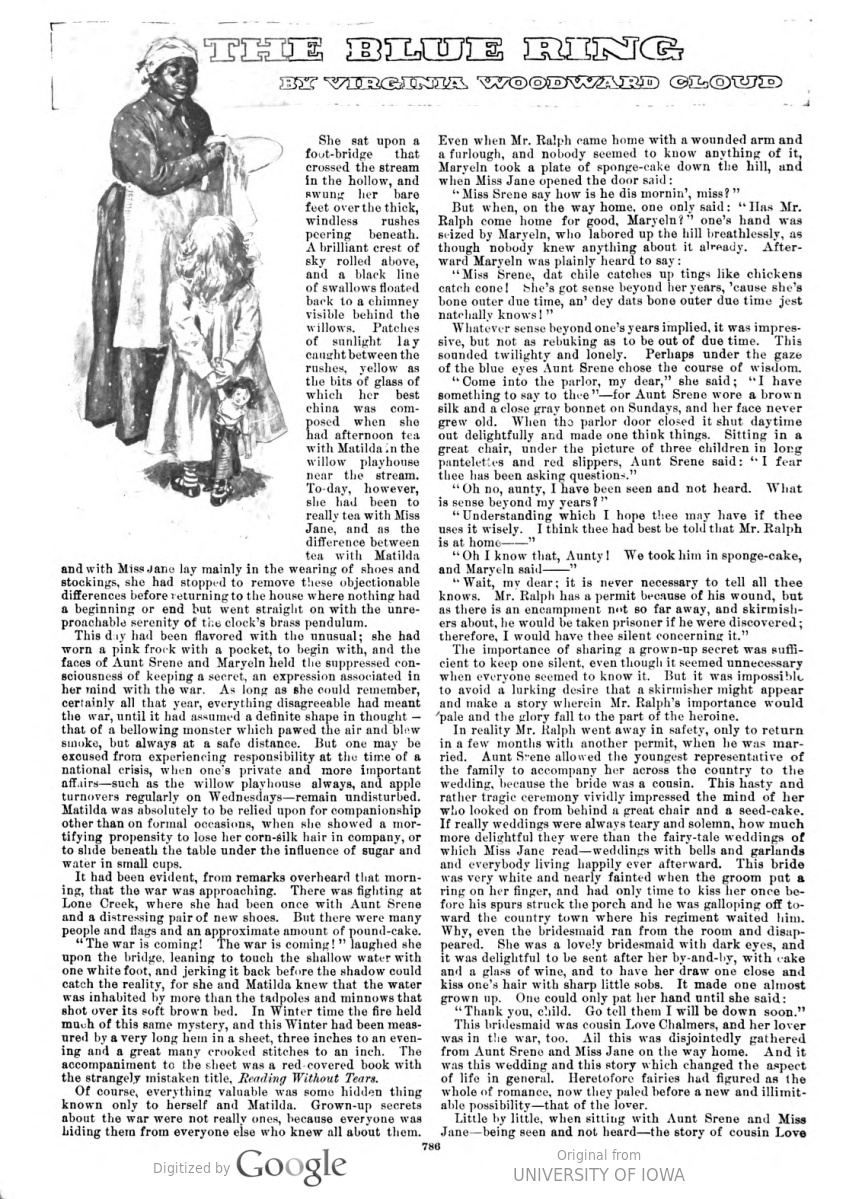 THE BLUE RING
BY VIRGINIA WOODWARD CLOUD
She sat upon a
foot-bridge that
crossed the stream
in the hollow, and
swung her bare
feet over the thick,
windless rushes
peering beneath.
A brilliant crest of
sky rolled above,
and a black line
of swallows floated
back to a chimney
visible behind the
willows. Patches
of sunlight lay
caught between the
rushes, yellow as
the bits of glass of
which her best
china was com-
posed when she
had afternoon tea
with Matilda in the
willow playhouse
near the stream.
To-day, however,
she had been to
really tea with Miss
Jane, and as the
difference between
tea with Matilda
and with Miss Jane lay mainly in the wearing of shoes and
stockings, she had stopped to remove these objectionable
differences before returning to the house where nothing had
a beginning or end but went straight on with the unre-
proachable serenity of the clock's brass pendulum.
This day had been flavored with the unusual; she had
worn a pink frock with a pocket, to begin with, and the
faces of Aunt Srene and Maryeln held the suppressed con-
sciousness of keeping a secret, an expression associated in
her mind with the war. As long as she could remember,
certainly all that year, everything disagreeable had meant
the war, until it had assumed a definite shape in thought —
that of a bellowing monster which pawed the air and blew
smoke, but always at a safe distance. But one may be
excused from experiencing responsibility at the time of a
national crisis, when one's private and more important
affairs—such as the willow playhouse always, and apple
turnovers regularly on Wednesdays—remain undisturbed.
Matilda was absolutely to be relied upon for companionship
other than on formal occasions, when she showed a mor-
tifying propensity to lose her corn-silk hair in company, or
to slide beneath the table under the influence of sugar and
water in small cups.
It had been evident, from remarks overheard that morn-
ing, that the war was approaching. There was fighting at
Lone Creek, where she had been once with Aunt Srene
and a distressing pair of new shoes. But there were many
people and flags and an approximate amount of pound-cake.
"The war is coming! The war is coming!" laughed she
upon the bridge, leaning to touch the shallow water with
one white foot, and jerking it back before the shadow could
catch the reality, for she and Matilda knew that the water
was inhabited by more than the tadpoles and minnows that
shot over its soft brown bed. In Winter time the fire held
much of this same mystery, and this Winter had been meas-
ured by a very long hem in a sheet, three inches to an even-
ing and a great many crooked stitches to an inch. The
accompaniment to the sheet was a red-covered book with
the strangely mistaken title, Reading Without Tears.
Of course, everything valuable was some hidden thing
known only to herself and Matilda. Grown-up secrets
about the war were not really ones, because everyone was
hiding them from everyone else who knew all about them.
Even when Mr. Ralph came home with a wounded arm and
a furlough, and nobody seemed to know anything of it,
Maryeln took a plate of sponge-cake down the hill, and
when Miss Jane opened the door said:
"Miss Srene say how is he dis mornin', miss?"
But when, on the way home, one only said: "Has Mr.
Ralph come home for good, Maryeln?" one's hand was
seized by Maryeln, who labored up the hill breathlessly, as
though nobody knew anything about it already. After-
ward Maryeln was plainly heard to say:
"Miss Srene, dat chile catches up tings like chickens
catch cone! She's got sense beyond her years, 'cause she's
bone outer due time, an' dey dats bone outer due time jest
natchally knows!"
Whatever sense beyond one's years implied, it was impres-
sive, but not as rebuking as to be out of due time. This
sounded twilighty and lonely. Perhaps under the gaze
of the blue eyes Aunt Srene chose the course of wisdom.
"Come into the parlor, my dear," she said; "I have
something to say to thee"—for Aunt Srene wore a brown
silk and a close gray bonnet on Sundays, and her face never
grew old. When the parlor door closed it shut daytime
out delightfully and made one think things. Sitting in a
great chair, under the picture of three children in long
pantelettes and red slippers, Aunt Srene said: "I fear
thee has been asking questions."
"Oh no, aunty, I have been seen and not heard. What
is sense beyond my years?"
"Understanding which I hope thee may have if thee
uses it wisely. I think thee had best be told that Mr. Ralph
is at home——"
"Oh I know that, Aunty! We took him in sponge-cake,
and Maryeln said——"
"Wait, my dear; it is never necessary to tell all thee
knows. Mr. Ralph has a permit because of his wound, but
as there is an encampment not so far away, and skirmish-
ers about, he would be taken prisoner if he were discovered;
therefore, I would have thee silent concerning it."
The importance of sharing a grown-up secret was suffi-
cient to keep one silent, even though it seemed unnecessary
when everyone seemed to know it. But it was impossible
to avoid a lurking desire that a skirmisher might appear
and make a story wherein Mr. Ralph's importance would
pale and the glory fall to the part of the heroine.
In reality Mr. Ralph went away in safety, only to return
in a few months with another permit, when he was mar-
ried. Aunt Srene allowed the youngest representative of
the family to accompany her across the country to the
wedding, because the bride was a cousin. This hasty and
rather tragic ceremony vividly impressed the mind of her
who looked on from behind a great chair and a seed-cake.
If really weddings were always teary and solemn, how much
more delightful they were than the fairy-tale weddings of
which Miss Jane read—weddings with bells and garlands
and everybody living happily ever afterward. This bride
was very white and nearly fainted when the groom put a
ring on her finger, and had only time to kiss her once be-
fore his spurs struck the porch and he was galloping off to-
ward the country town where his regiment waited him.
Why, even the bridesmaid ran from the room and disap-
peared. She was a lovely bridesmaid with dark eyes, and
it was delightful to be sent after her by-and-by, with cake
and a glass of wine, and to have her draw one close and
kiss one's hair with sharp little sobs. It made one almost
grown up. One could only pat her hand until she said:
"Thank you, child. Go tell them I will be down soon."
This bridesmaid was cousin Love Chalmers, and her lover
was in the war, too. All this was disjointedly gathered
from Aunt Srene and Miss Jane on the way home. And it
was this wedding and this story which changed the aspect
of life in general. Heretofore fairies had figured as the
whole of romance, now they paled before a new and illimit-
able possibility—that of the lover.
Little by little, when sitting with Aunt Srene and Miss
Jane—being seen and not heard—the story of cousin Love
786
Digitized by Google
Original from
UNIVERSITY OF IOWA